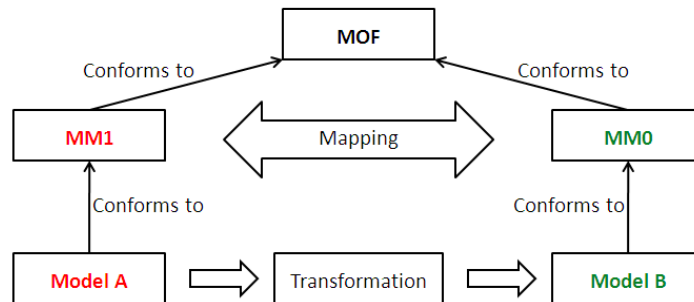 MOF
Conforms to
Conforms to
MM1
Mapping
MM0
Conforms to
Conforms to
Model A
Transformation
Model B